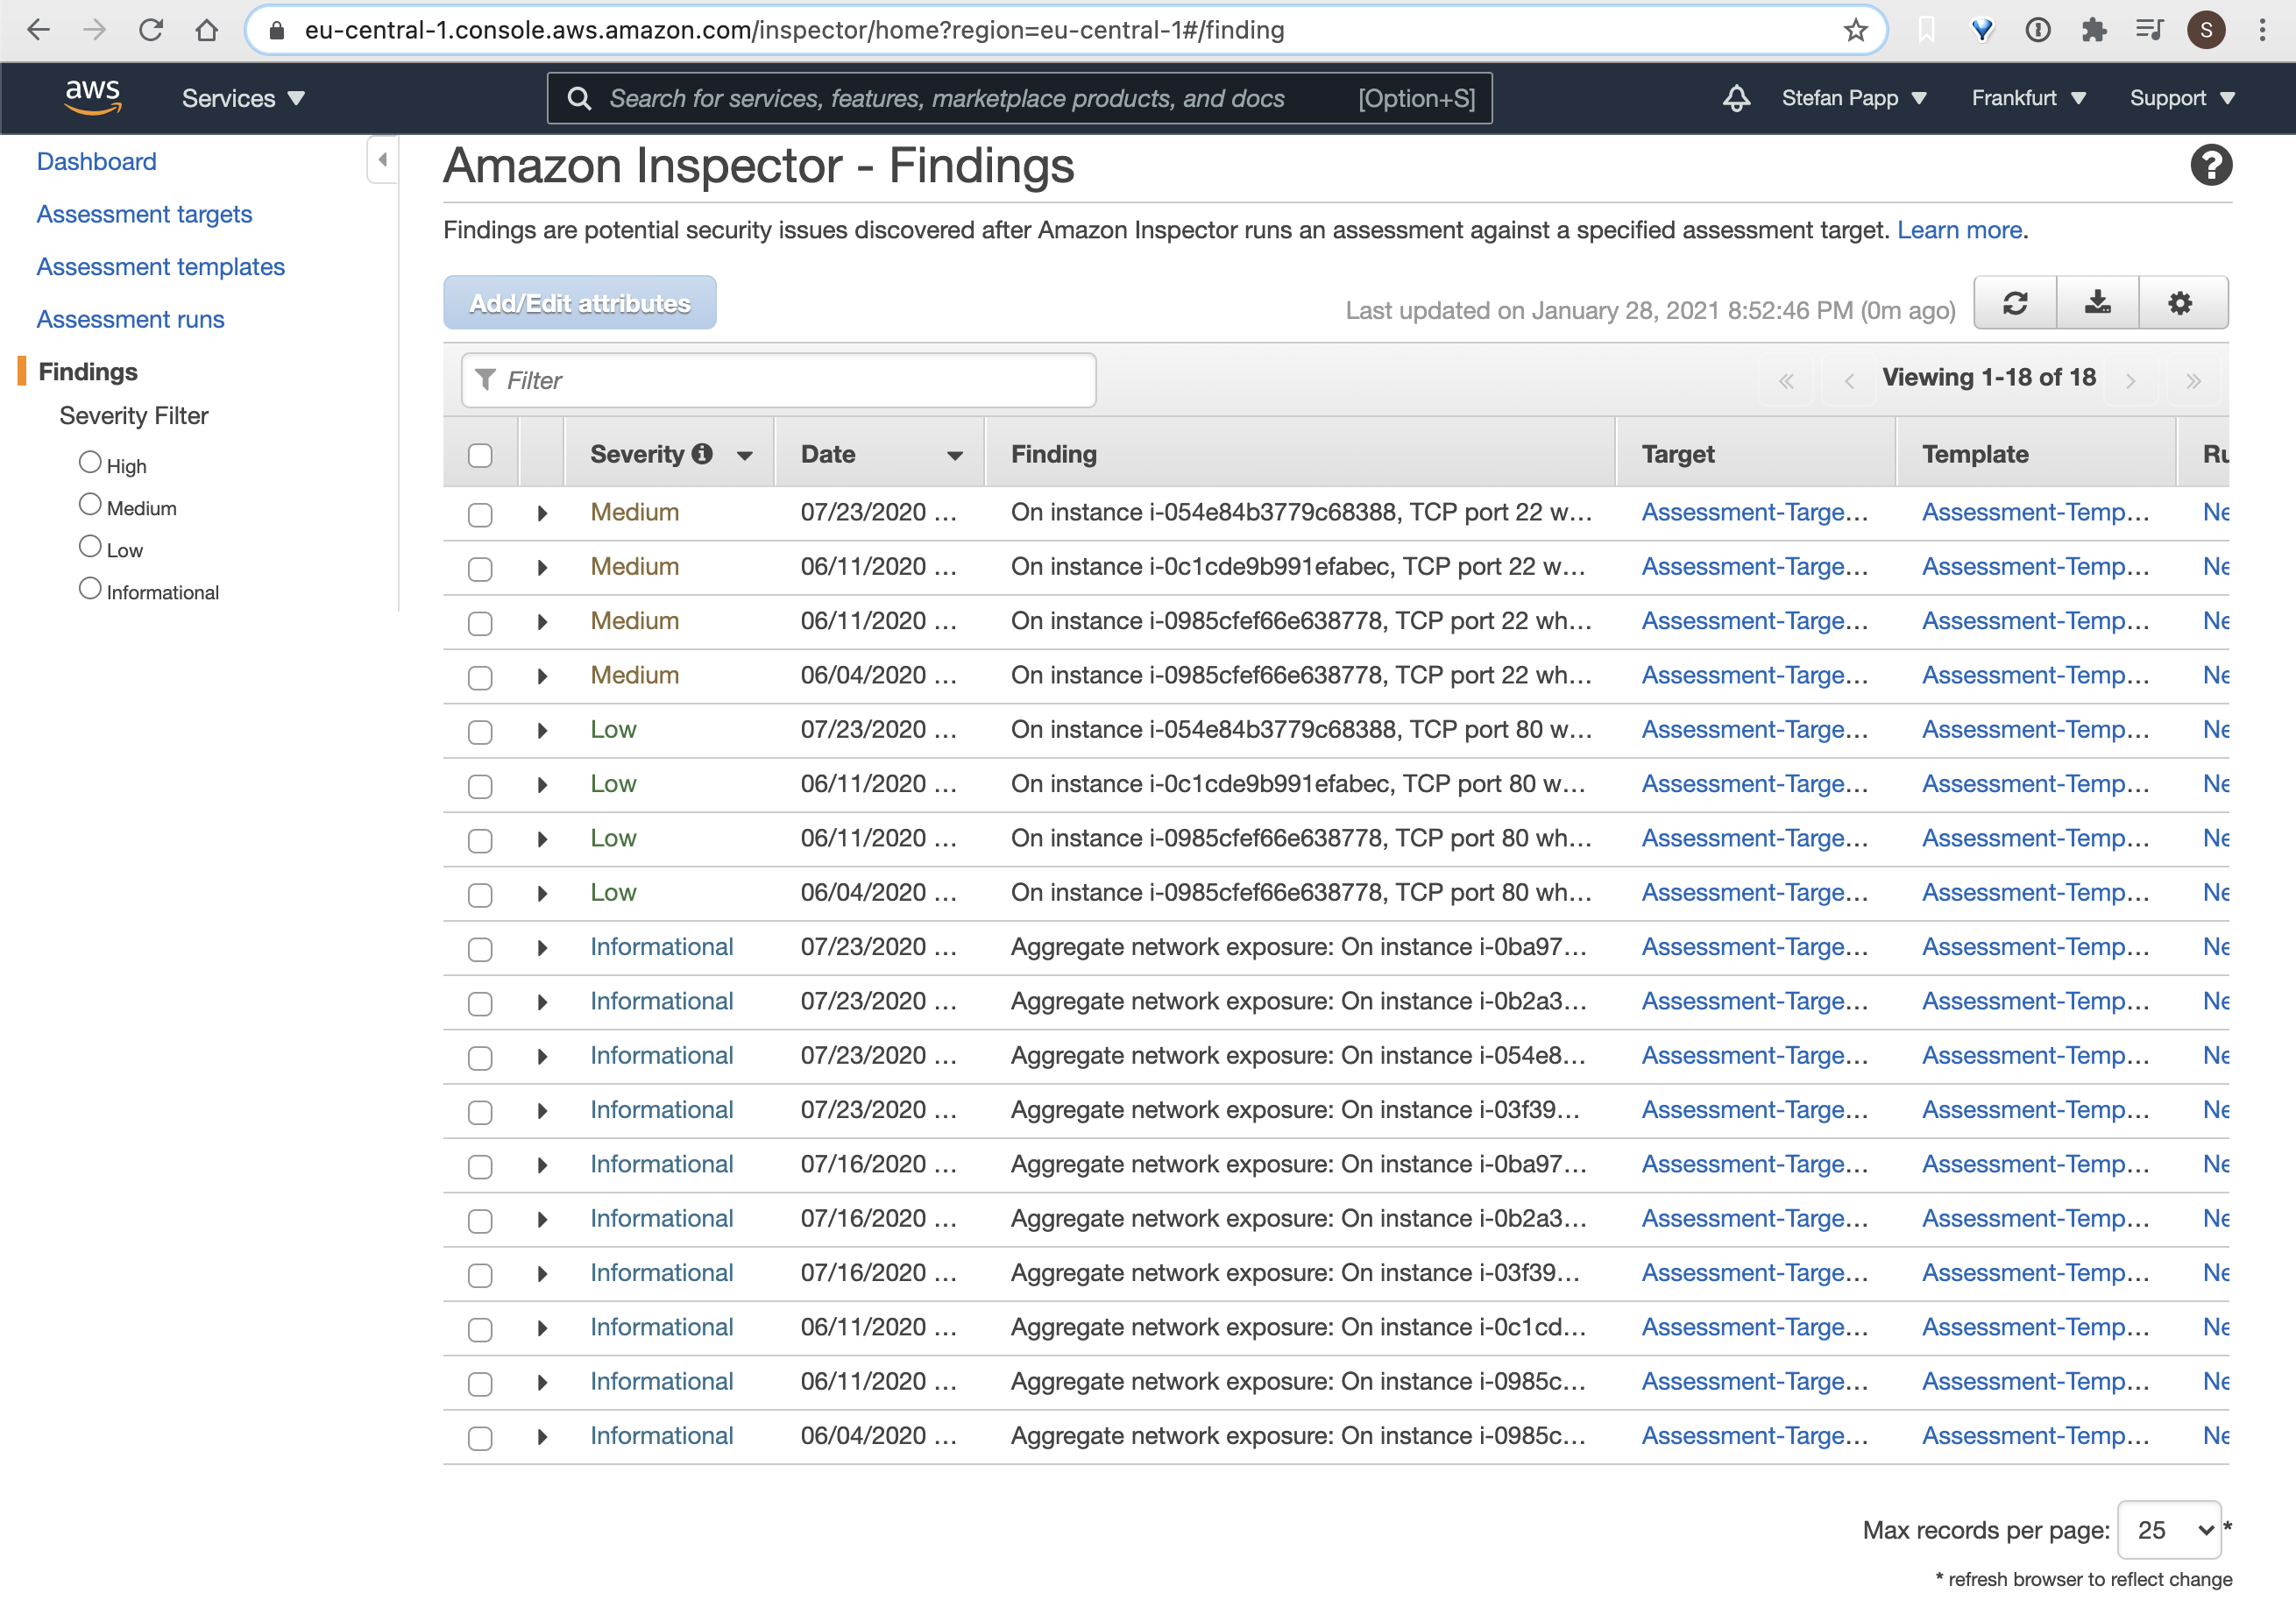 eu-central-1.console.aws.amazon.com/inspector/home?region=eu-central-1#/finding
S
aws
Services
Search for services, features, marketplace products, and docs [Option+S]
Stefan Papp
Frankfurt
Support
Dashboard
Assessment targets
Assessment templates
Assessment runs
Findings
Severity Filter
High
Medium
Low
Informational
Amazon Inspector - Findings
Findings are potential security issues discovered after Amazon Inspector runs an assessment against a specified assessment target. Learn more.
Add/Edit attributes
Last updated on January 28, 2021 8:52:46 PM (0m ago)
Filter
Viewing 1-18 of 18
Severity Date Finding Target Template Ru
Medium 07/23/2020 ... On instance i-054e84b3779c68388, TCP port 22 w... Assessment-Targe... Assessment-Temp... Ne
Medium 06/11/2020 ... On instance i-0c1cde9b991efabec, TCP port 22 w... Assessment-Targe... Assessment-Temp... Ne
Medium 06/11/2020 ... On instance i-0985cfef66e638778, TCP port 22 wh... Assessment-Targe... Assessment-Temp... Ne
Medium 06/04/2020 ... On instance i-0985cfef66e638778, TCP port 22 wh... Assessment-Targe... Assessment-Temp... Ne
Low 07/23/2020 ... On instance i-054e84b3779c68388, TCP port 80 w... Assessment-Targe... Assessment-Temp... Ne
Low 06/11/2020 ... On instance i-0c1cde9b991efabec, TCP port 80 w... Assessment-Targe... Assessment-Temp... Ne
Low 06/11/2020 ... On instance i-0985cfef66e638778, TCP port 80 wh... Assessment-Targe... Assessment-Temp... Ne
Low 06/04/2020 ... On instance i-0985cfef66e638778, TCP port 80 wh... Assessment-Targe... Assessment-Temp... Ne
Informational 07/23/2020 ... Aggregate network exposure: On instance i-0ba97... Assessment-Targe... Assessment-Temp... Ne
Informational 07/23/2020 ... Aggregate network exposure: On instance i-0b2a3... Assessment-Targe... Assessment-Temp... Ne
Informational 07/23/2020 ... Aggregate network exposure: On instance i-054e8... Assessment-Targe... Assessment-Temp... Ne
Informational 07/23/2020 ... Aggregate network exposure: On instance i-03f39... Assessment-Targe... Assessment-Temp... Ne
Informational 07/16/2020 ... Aggregate network exposure: On instance i-0ba97... Assessment-Targe... Assessment-Temp... Ne
Informational 07/16/2020 ... Aggregate network exposure: On instance i-0b2a3... Assessment-Targe... Assessment-Temp... Ne
Informational 07/16/2020 ... Aggregate network exposure: On instance i-03f39... Assessment-Targe... Assessment-Temp... Ne
Informational 06/11/2020 ... Aggregate network exposure: On instance i-0c1cd... Assessment-Targe... Assessment-Temp... Ne
Informational 06/11/2020 ... Aggregate network exposure: On instance i-0985c... Assessment-Targe... Assessment-Temp... Ne
Informational 06/04/2020 ... Aggregate network exposure: On instance i-0985c... Assessment-Targe... Assessment-Temp... Ne
Max records per page: 25 *
* refresh browser to reflect change